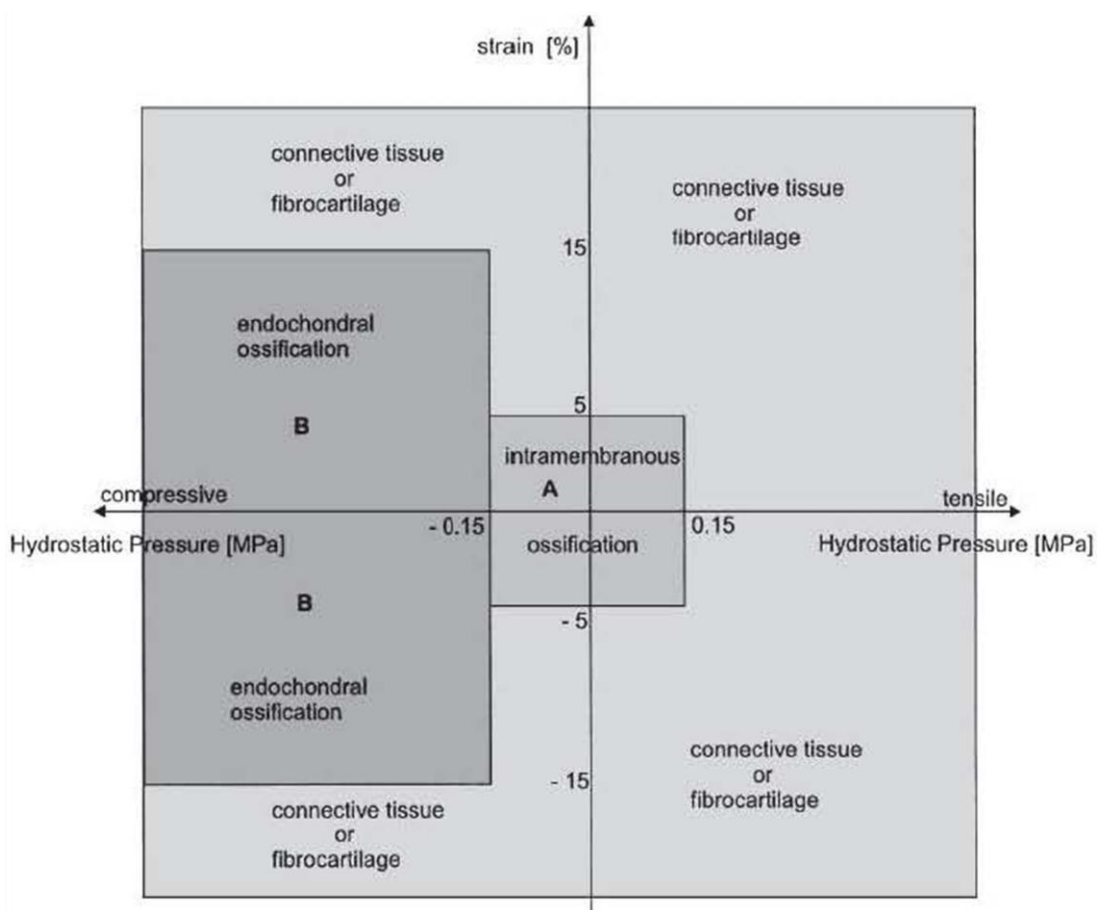 strain [%]
connective tissue
or
fibrocartilage
connective tissue
or
fibrocartilage
15
endochondral
ossification
5
B
intramembranous
A
compressive
tensile
- 0.15
0.15
Hydrostatic Pressure [MPa]
ossification
Hydrostatic Pressure [MPa]
B
- 5
endochondral
ossification
connective tissue
or
fibrocartilage
- 15
connective tissue
or
fibrocartilage